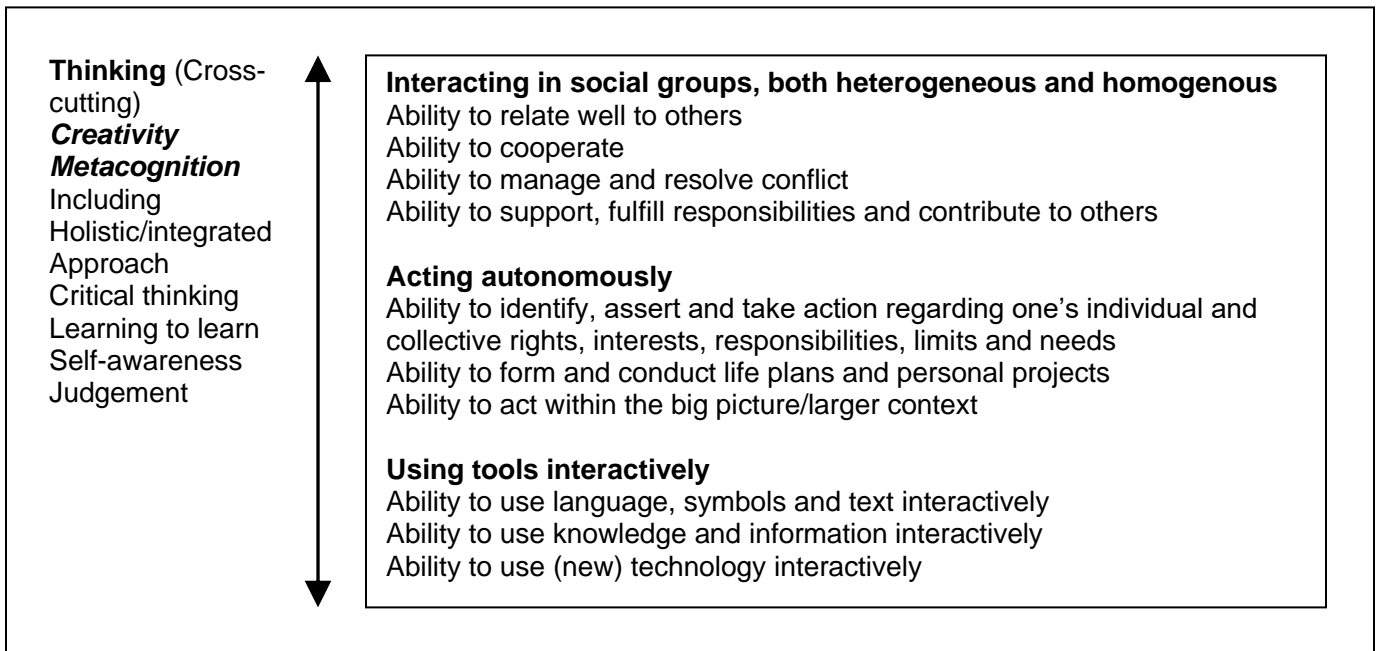 Thinking (Cross-
cutting)
Creativity
Metacognition
Including
Holistic/integrated
Approach
Critical thinking
Learning to learn
Self-awareness
Judgement
Interacting in social groups, both heterogeneous and homogenous
Ability to relate well to others
Ability to cooperate
Ability to manage and resolve conflict
Ability to support, fulfill responsibilities and contribute to others
Acting autonomously
Ability to identify, assert and take action regarding one’s individual and
collective rights, interests, responsibilities, limits and needs
Ability to form and conduct life plans and personal projects
Ability to act within the big picture/larger context
Using tools interactively
Ability to use language, symbols and text interactively
Ability to use knowledge and information interactively
Ability to use (new) technology interactively